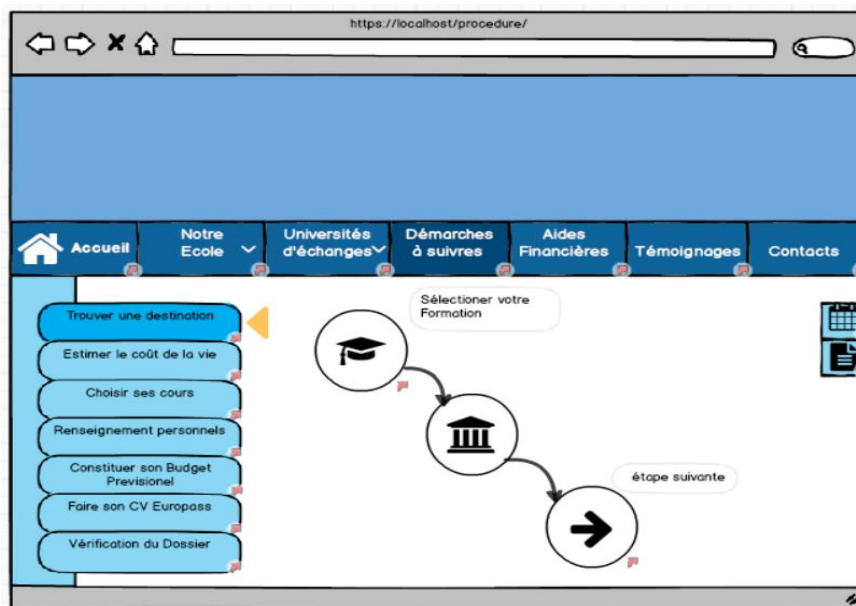 https://localhost/procedure/
Accueil
Notre
Ecole
Universités
d'échanges
Démarches
à suivres
Aides
Financières
Témoignages
Contacts
Trouver une destination
Estimer le coût de la vie
Choisir ses cours
Renseignement personnels
Constituer son Budget
Previsionel
Faire son CV Europass
Vérification du Dossier
Sélectioner votre
Formation
étape suivante